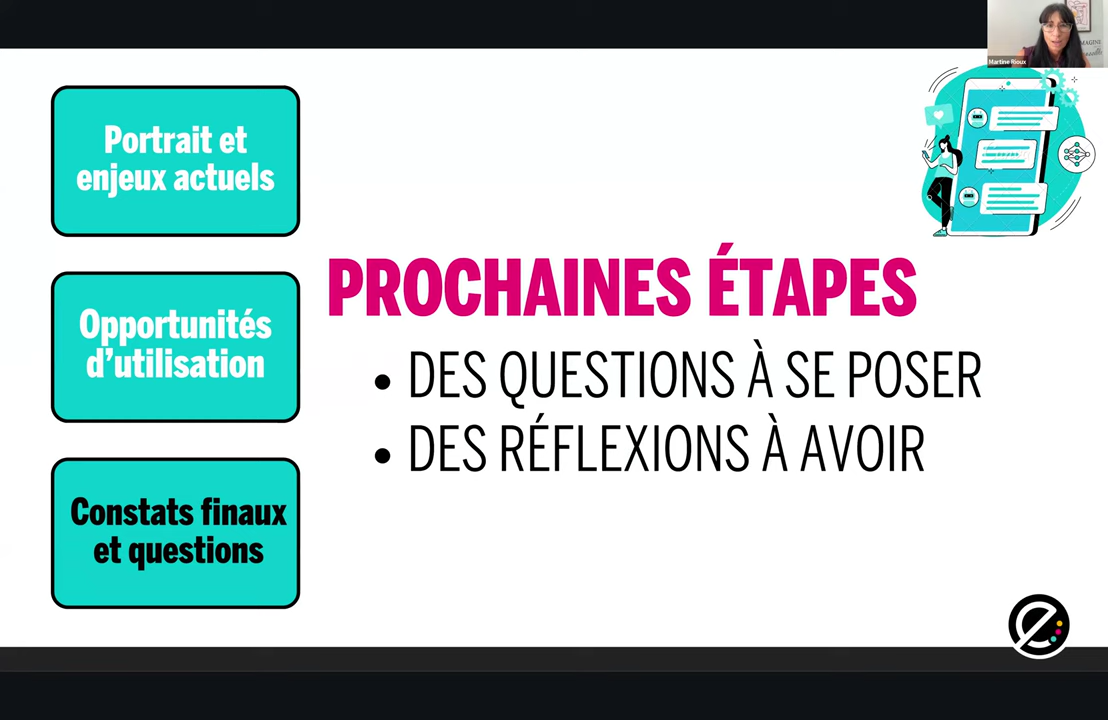 Martine Rioux
Portrait et
enjeux actuels
Opportunités
d'utilisation
Constats finaux
et questions
PROCHAINES ÉTAPES
• DES QUESTIONS À SE POSER
• DES RÉFLEXIONS À AVOIR